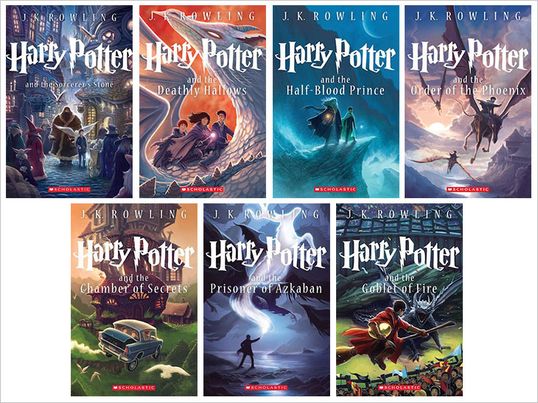 J.K. ROWLING
Harry Potter
and the Sorcerer's Stone
SCHOLASTIC
J.K. ROWLING
Harry Potter
and the
Deathly Hallows
SCHOLASTIC
J.K. ROWLING
Harry Potter
and the
Half-Blood Prince
SCHOLASTIC
J.K. ROWLING
Harry Potter
and the
Order of the Phoenix
SCHOLASTIC
J.K. ROWLING
Harry Potter
and the
Chamber of Secrets
SCHOLASTIC
J.K. ROWLING
Harry Potter
and the
Prisoner of Azkaban
SCHOLASTIC
J.K. ROWLING
Harry Potter
and the
Goblet of Fire
SCHOLASTIC